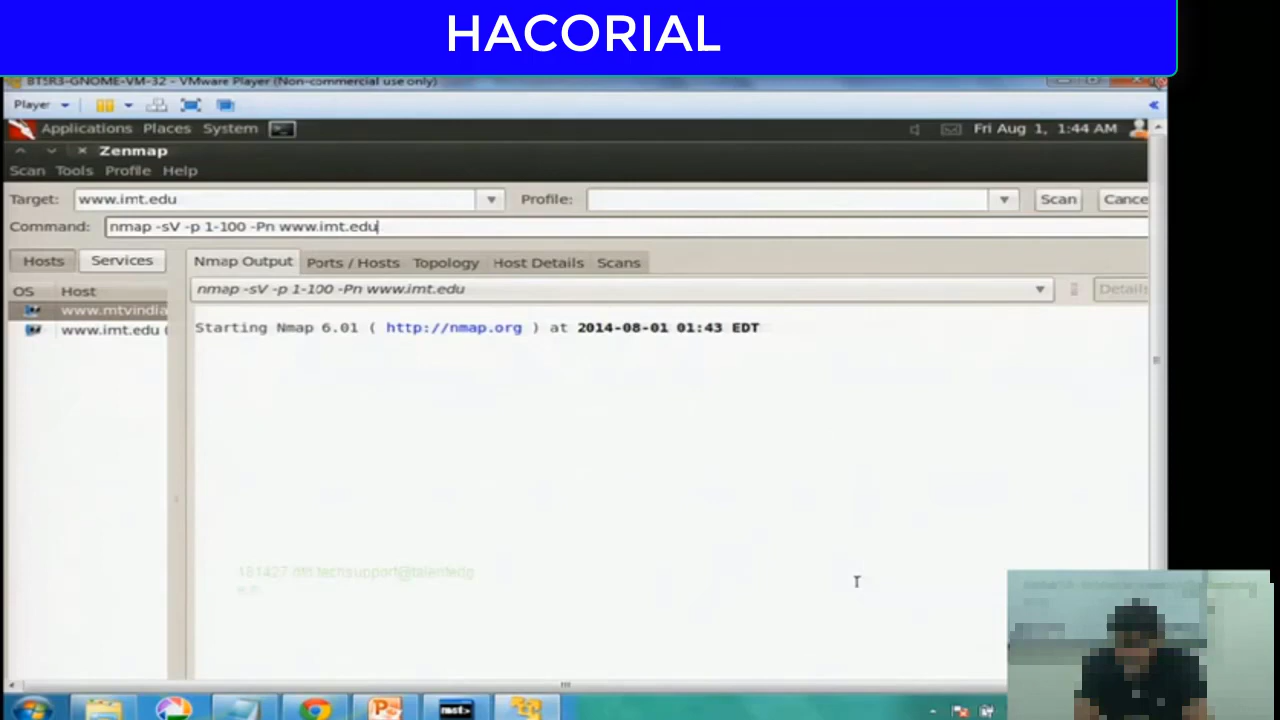 HACORIAL
BT5R3-GNOME-VM-32 - VMware Player (Non-commercial use only)
Player
Applications Places System Fri Aug 1, 1:44 AM
Zenmap
Scan Tools Profile Help
Target: www.imt.edu Profile: Scan Cance
Command: nmap -sV -p 1-100 -Pn www.imt.edu
Hosts Services Nmap Output Ports / Hosts Topology Host Details Scans
nmap -sV -p 1-100 -Pn www.imt.edu Details
OS Host
www.mtvindia
www.imt.edu (
Starting Nmap 6.01 ( http://nmap.org ) at 2014-08-01 01:43 EDT